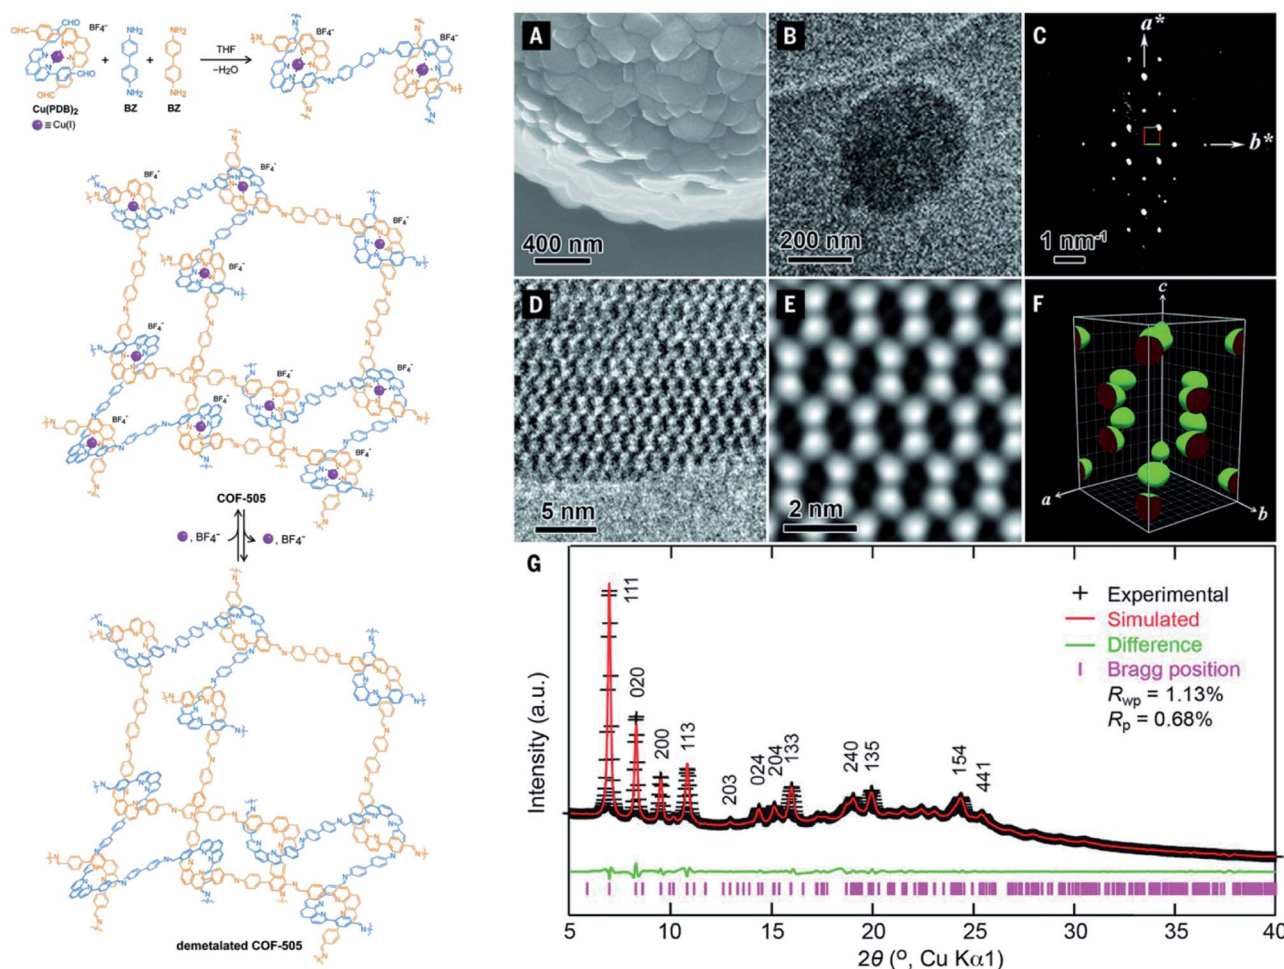 CHO
BF4⁻
OHC
NH2
NH2
THF
−H2O
BF4⁻
BF4⁻
CHO
OHC
NH2
NH2
Cu(PDB)2
BZ
BZ
≡Cu(I)
+
+
BF4⁻
BF4⁻
BF4⁻
BF4⁻
BF4⁻
BF4⁻
BF4⁻
BF4⁻
BF4⁻
BF4⁻
COF-505
, BF4⁻
, BF4⁻
demetalated COF-505
A
400 nm
B
200 nm
C
a*
b*
1 nm⁻¹
D
5 nm
E
2 nm
F
c
a
b
G
Intensity (a.u.)
111
020
200
113
203
024
204
133
240
135
154
441
Experimental
Simulated
Difference
Bragg position
Rwp = 1.13%
Rp = 0.68%
5 10 15 20 25 30 35 40
2θ (º, Cu Kα1)